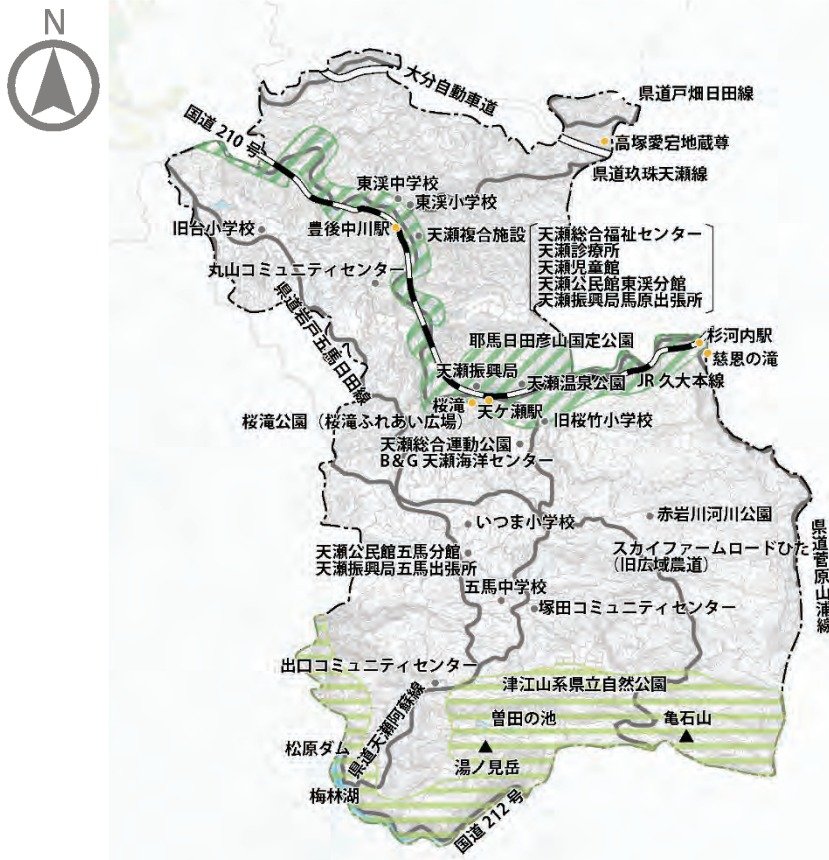 N
大分自動車道
県道戸畑日田線
国道 210 号
高塚愛宕地蔵尊
県道玖珠天瀬線
東渓中学校
東渓小学校
旧台小学校
豊後中川駅
天瀬複合施設
天瀬総合福祉センター
天瀬診療所
天瀬児童館
天瀬公民館東渓分館
天瀬振興局馬原出張所
丸山コミュニティセンター
県道岩戸五馬日田線
耶馬日田彦山国定公園
杉河内駅
慈恩の滝
天瀬振興局
天瀬温泉公園
JR 久大本線
桜滝
天ケ瀬駅
桜滝公園（桜滝ふれあい広場）
旧桜竹小学校
天瀬総合運動公園
B&G 天瀬海洋センター
赤岩川河川公園
いつま小学校
県道菅原山浦線
天瀬公民館五馬分館
天瀬振興局五馬出張所
スカイファームロードひた
（旧広域農道）
五馬中学校
塚田コミュニティセンター
出口コミュニティセンター
県道天瀬阿蘇線
津江山系県立自然公園
曽田の池
亀石山
松原ダム
湯ノ見岳
梅林湖
国道 212 号